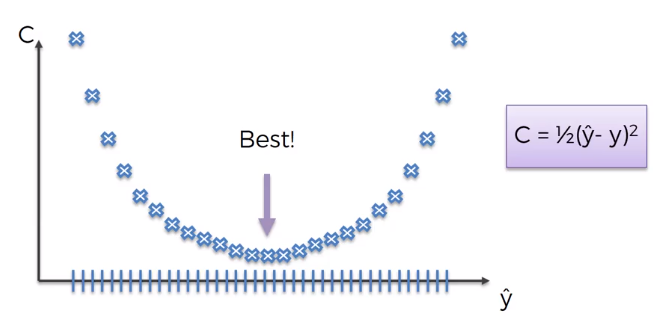 C
Best!
C = ½(ŷ- y)²
ŷ